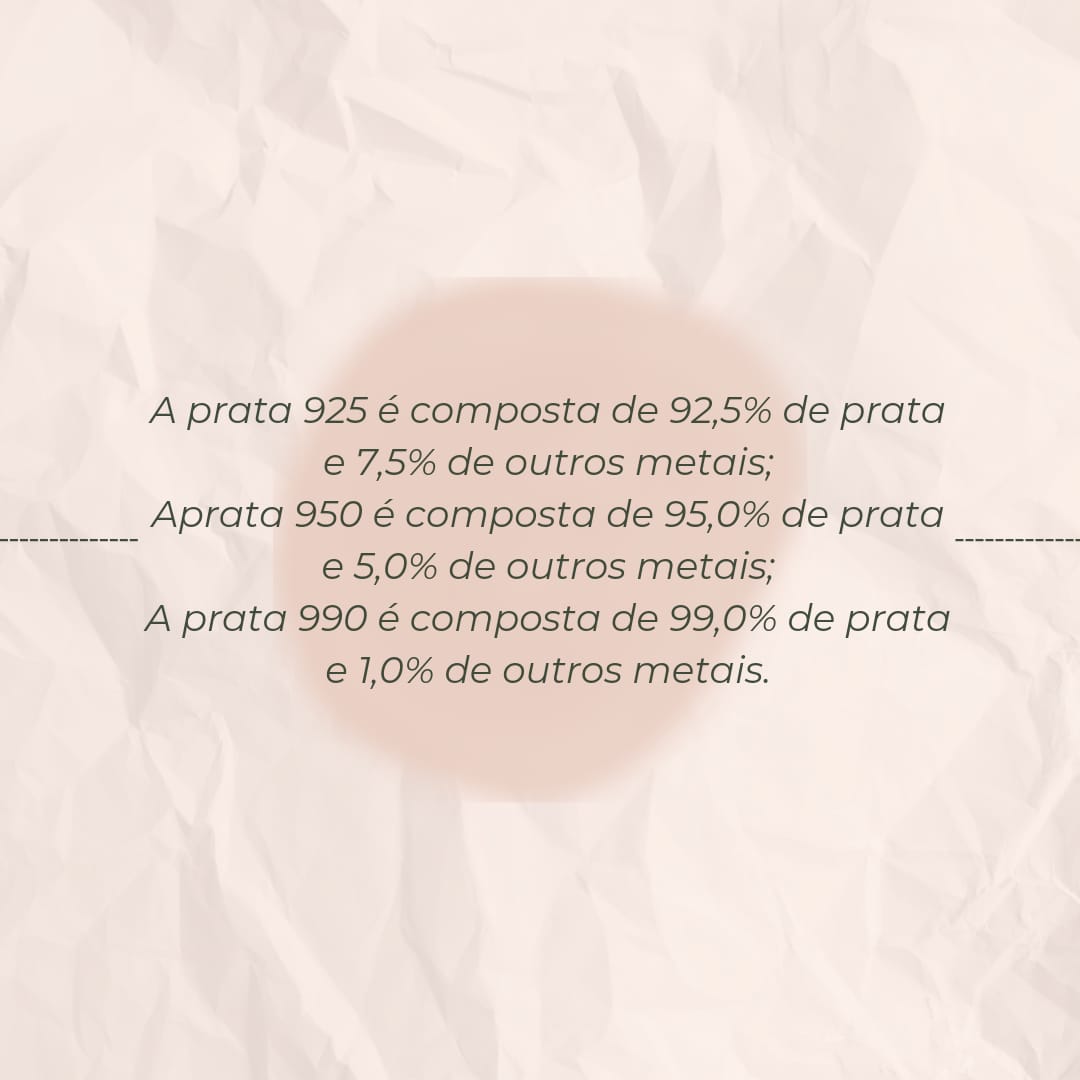 A prata 925 é composta de 92,5% de prata
e 7,5% de outros metais;
Aprata 950 é composta de 95,0% de prata
e 5,0% de outros metais;
A prata 990 é composta de 99,0% de prata
e 1,0% de outros metais.